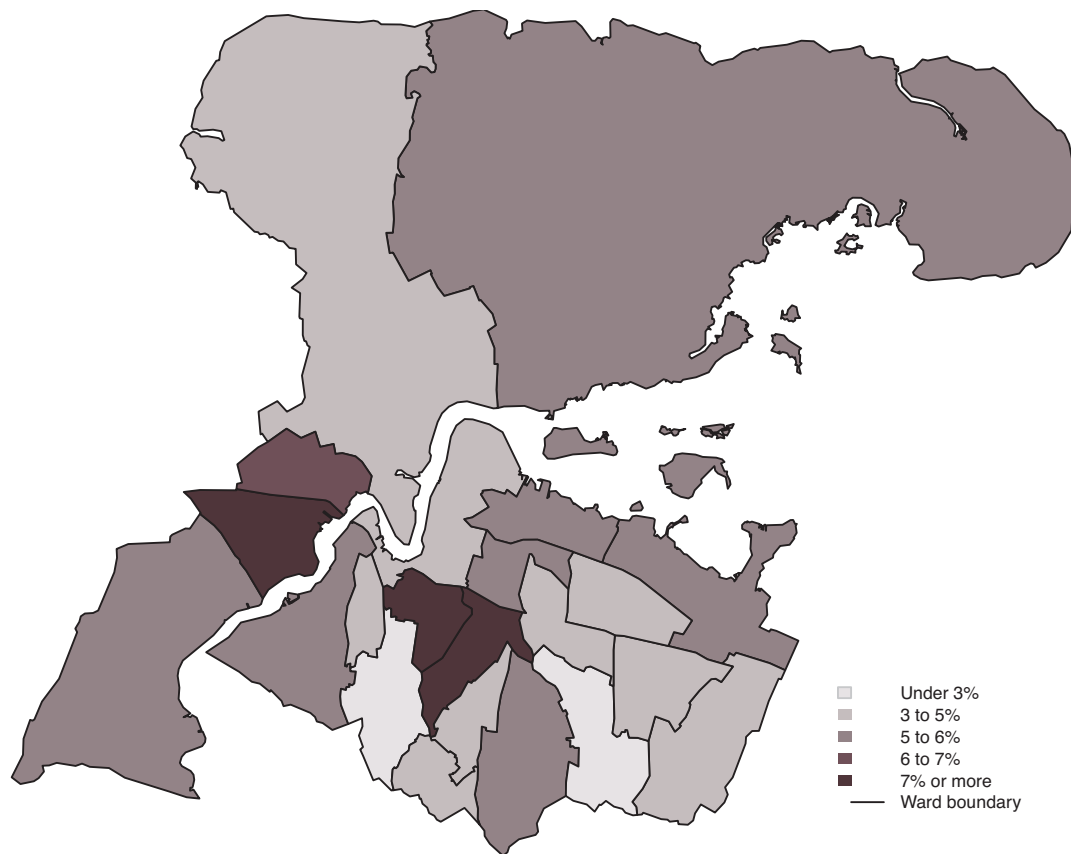 Under 3%
3 to 5%
5 to 6%
6 to 7%
7% or more
Ward boundary